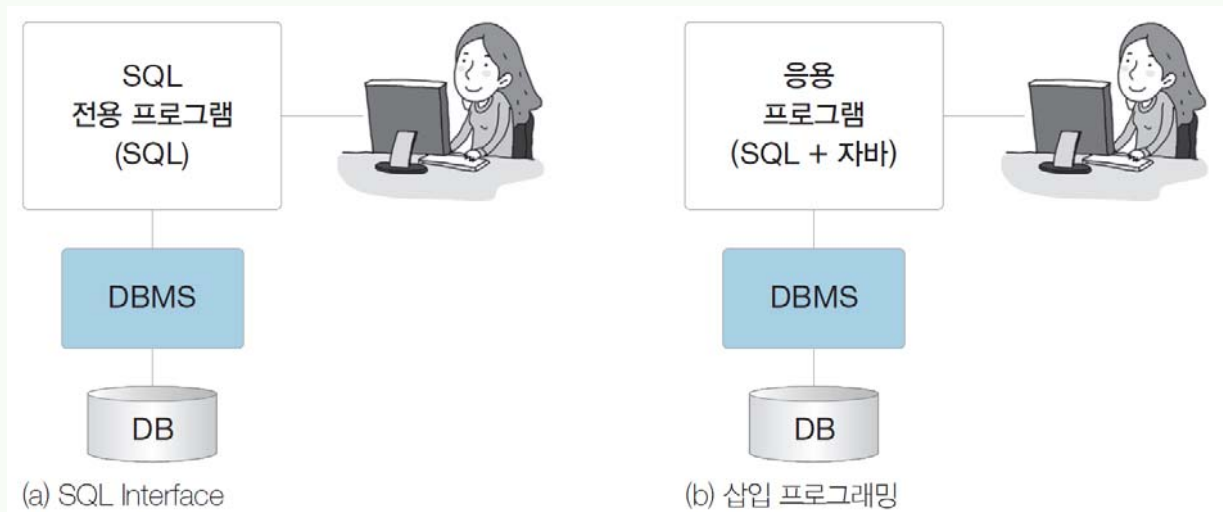 SQL
전용 프로그램
(SQL)
DBMS
DB
(a) SQL Interface
응용
프로그램
(SQL + 자바)
DBMS
DB
(b) 삽입 프로그래밍